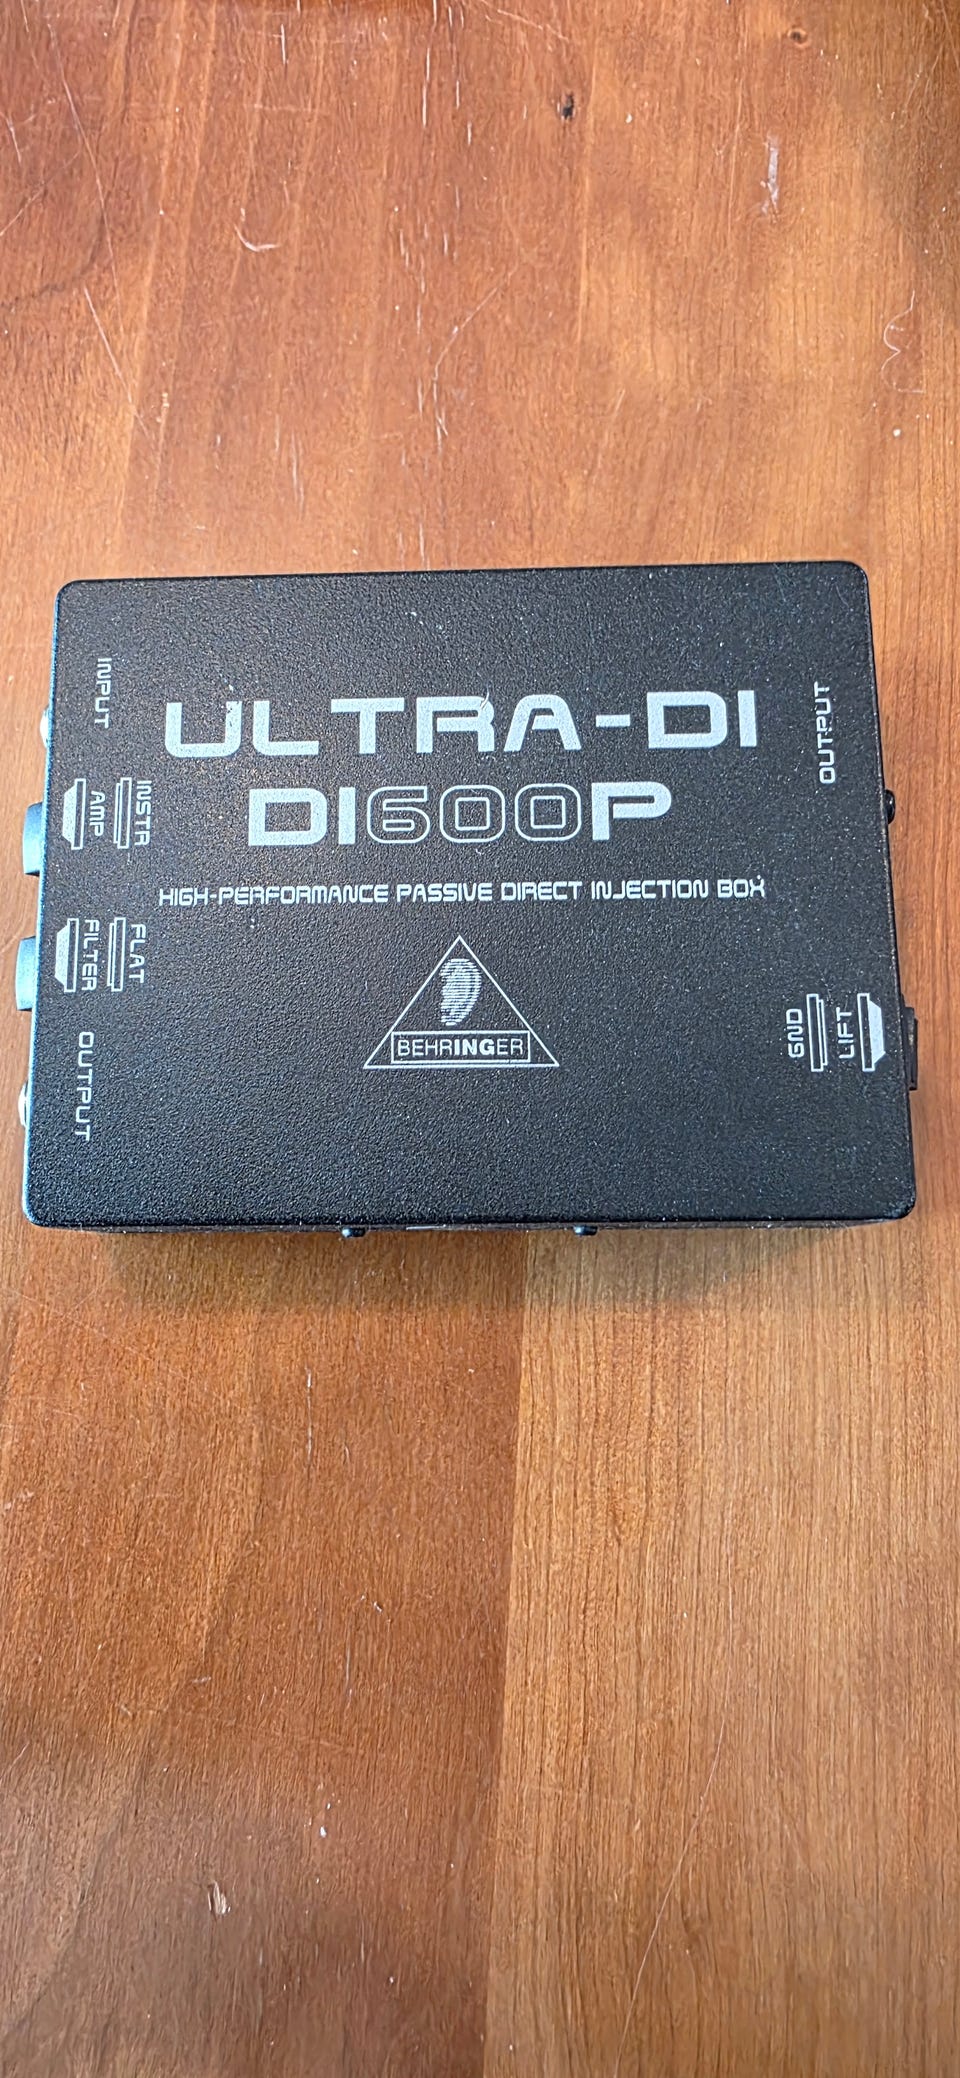 ULTRA-DI
DI600P
HIGH-PERFORMANCE PASSIVE DIRECT INJECTION BOX
BEHRINGER
INPUT
INSTR
AMP
FLAT
FILTER
OUTPUT
OUTPUT
GND
LIFT